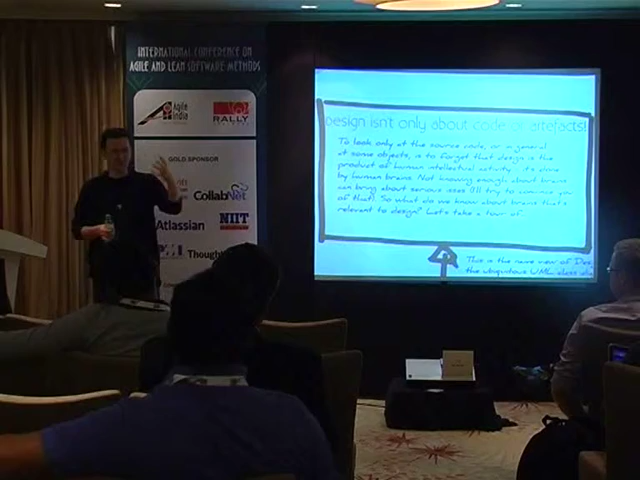 INTERNATIONAL CONFERENCE ON
AGILE AND LEAN SOFTWARE METHODS
Agile
India
RALLY
GOLD SPONSOR
CollabNet
Atlassian
NIIT
Thought
Design isn't only about code or artefacts!
To look only at the source code, or in general
at some objects, is to forget that design is the
product of human intellectual activity: it's done
by human brains. Not knowing enough about brains
can bring about serious
(I'll try to convince you
of that). So what do we know about brains that's
relevant to design? Let's take a tour of.
This is the naive view of
the ubiquitous UML class